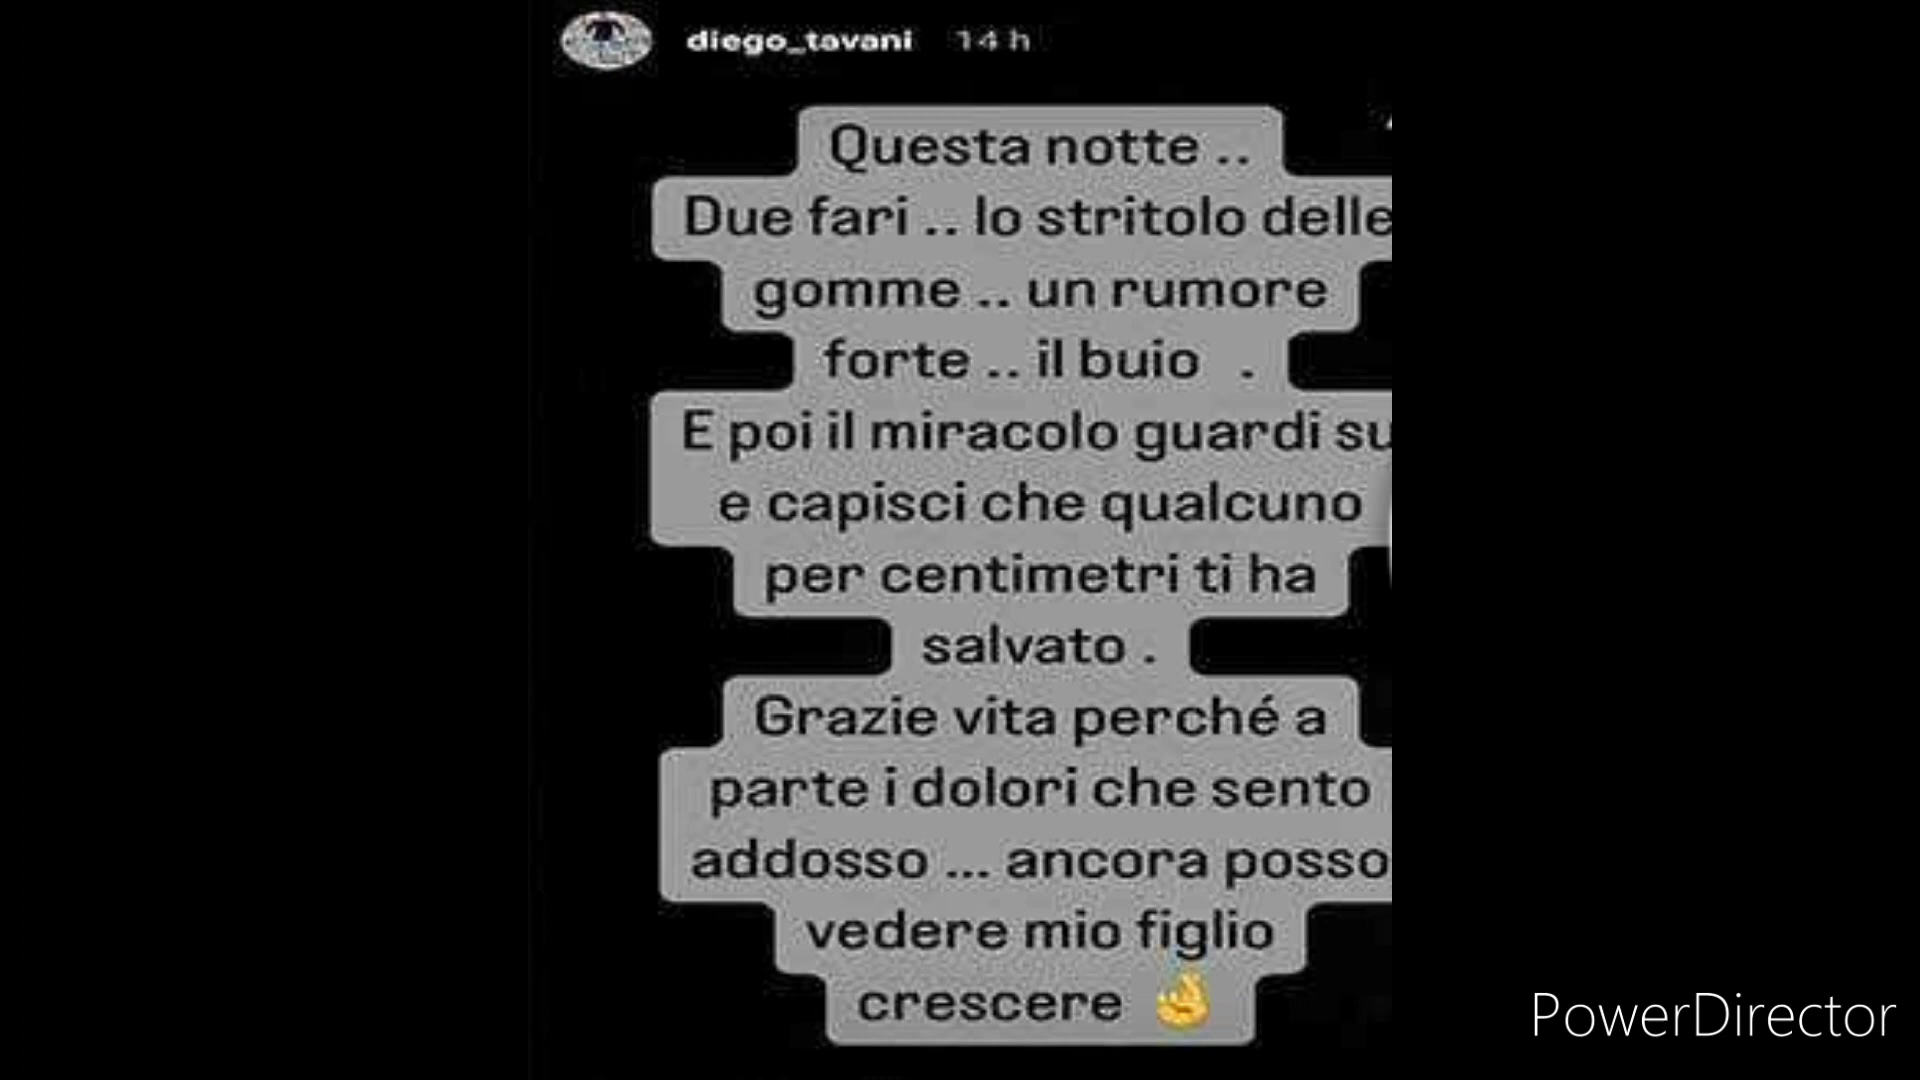 diego_tavani 14 h
Questa notte ..
Due fari .. lo stritolo delle
gomme .. un rumore
forte .. il buio .
E poi il miracolo guardi su
e capisci che qualcuno
per centimetri ti ha
salvato .
Grazie vita perché a
parte i dolori che sento
addosso ... ancora posso
vedere mio figlio
crescere 🤌
PowerDirector